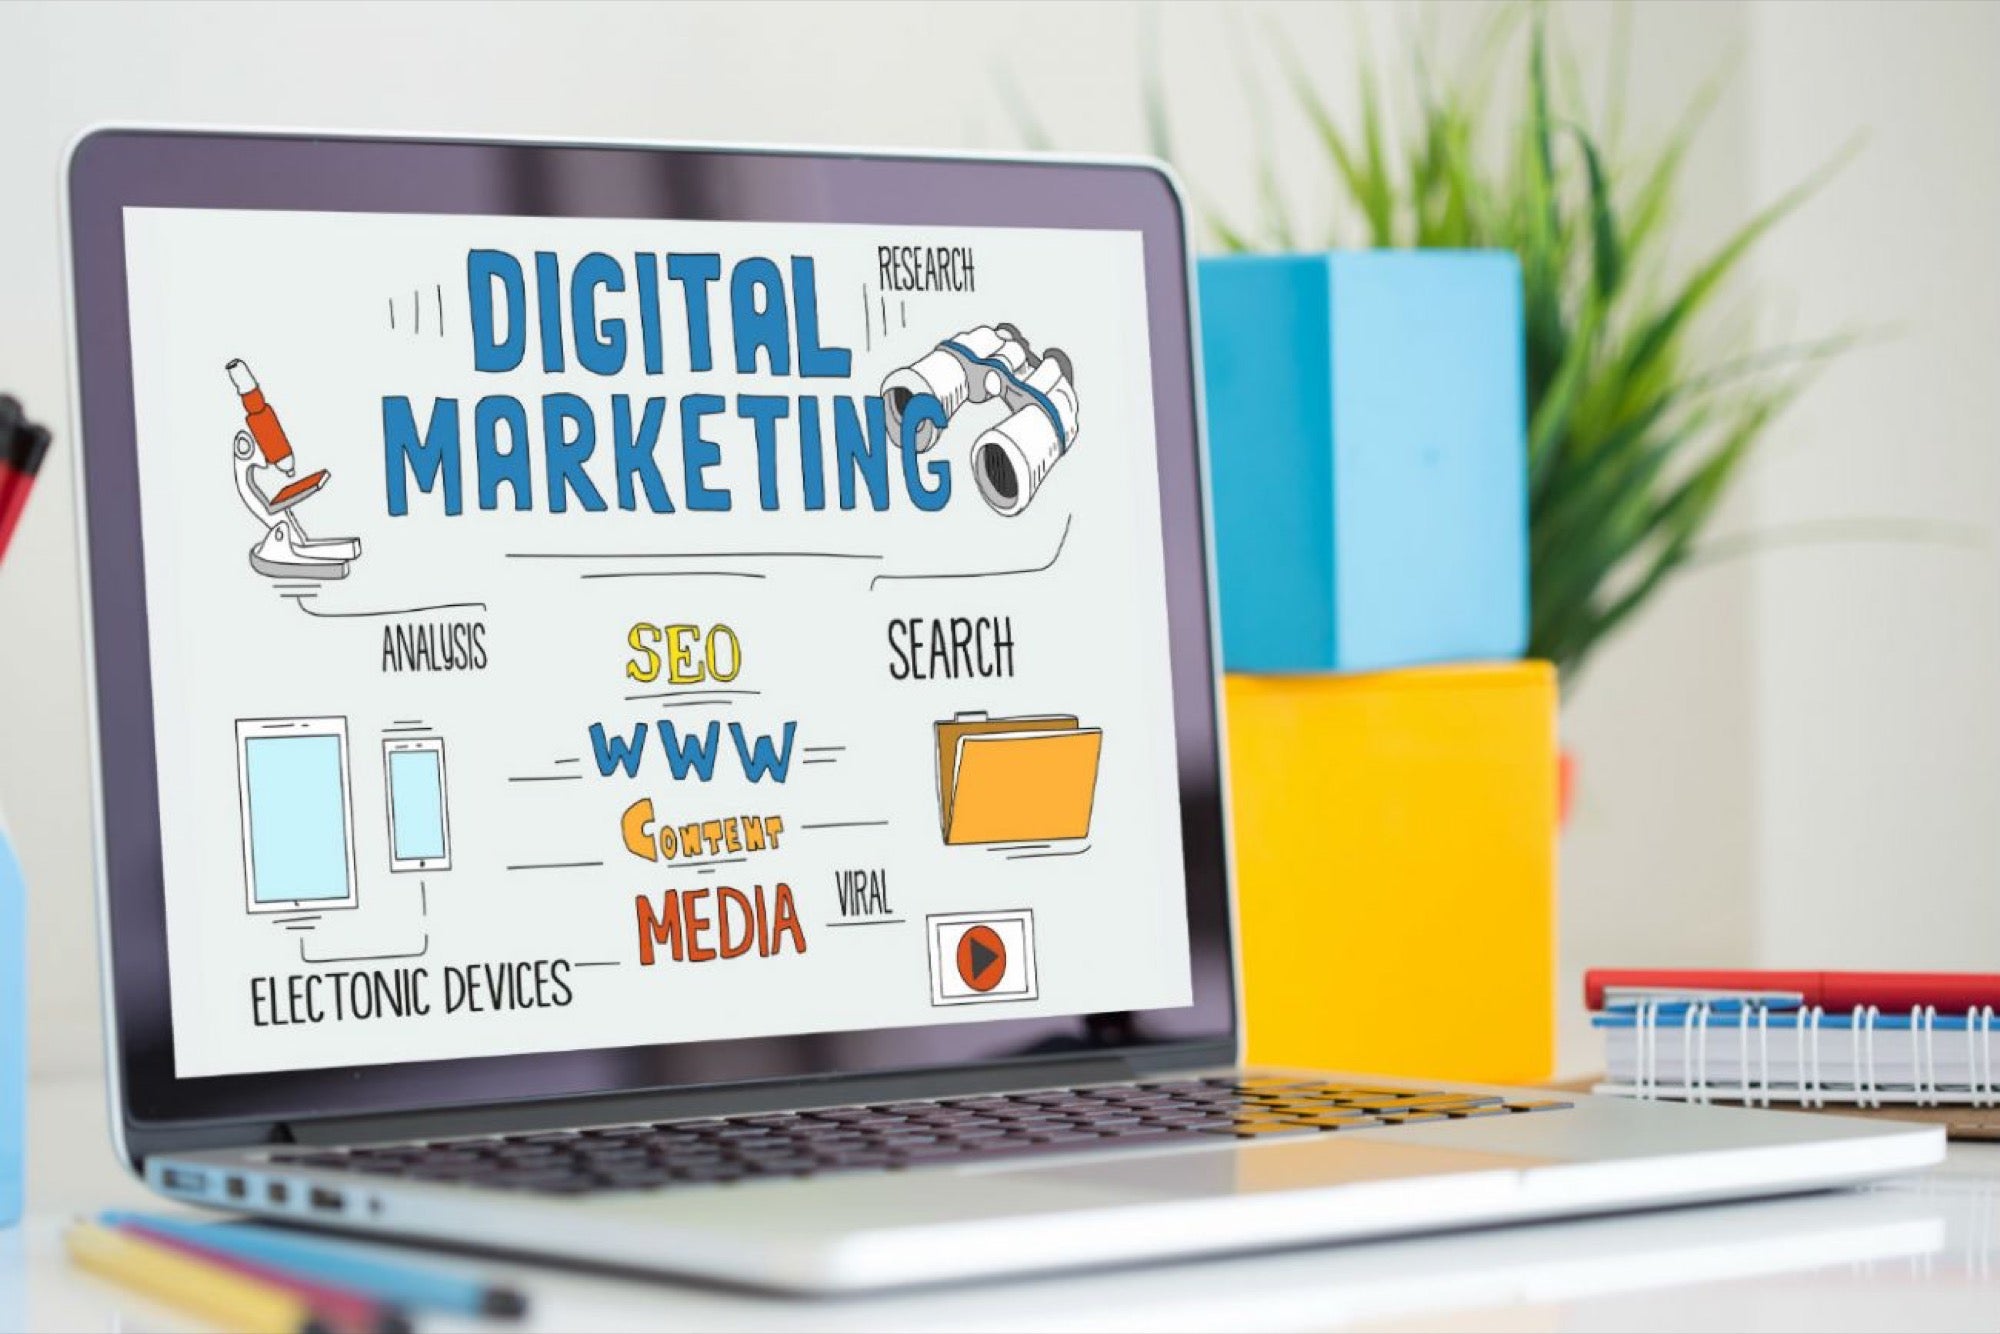 DIGITAL
MARKETING
RESEARCH
ANALYSIS
SEO
SEARCH
WWW
CONTENT
MEDIA
VIRAL
ELECTONIC DEVICES